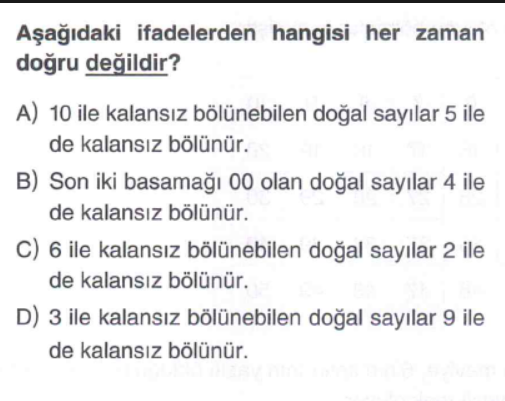 Aşağıdaki ifadelerden hangisi her zaman
doğru değildir?
A) 10 ile kalansız bölünebilen doğal sayılar 5 ile
de kalansız bölünür.
B) Son iki basamağı 00 olan doğal sayılar 4 ile
de kalansız bölünür.
C) 6 ile kalansız bölünebilen doğal sayılar 2 ile
de kalansız bölünür.
D) 3 ile kalansız bölünebilen doğal sayılar 9 ile
de kalansız bölünür.